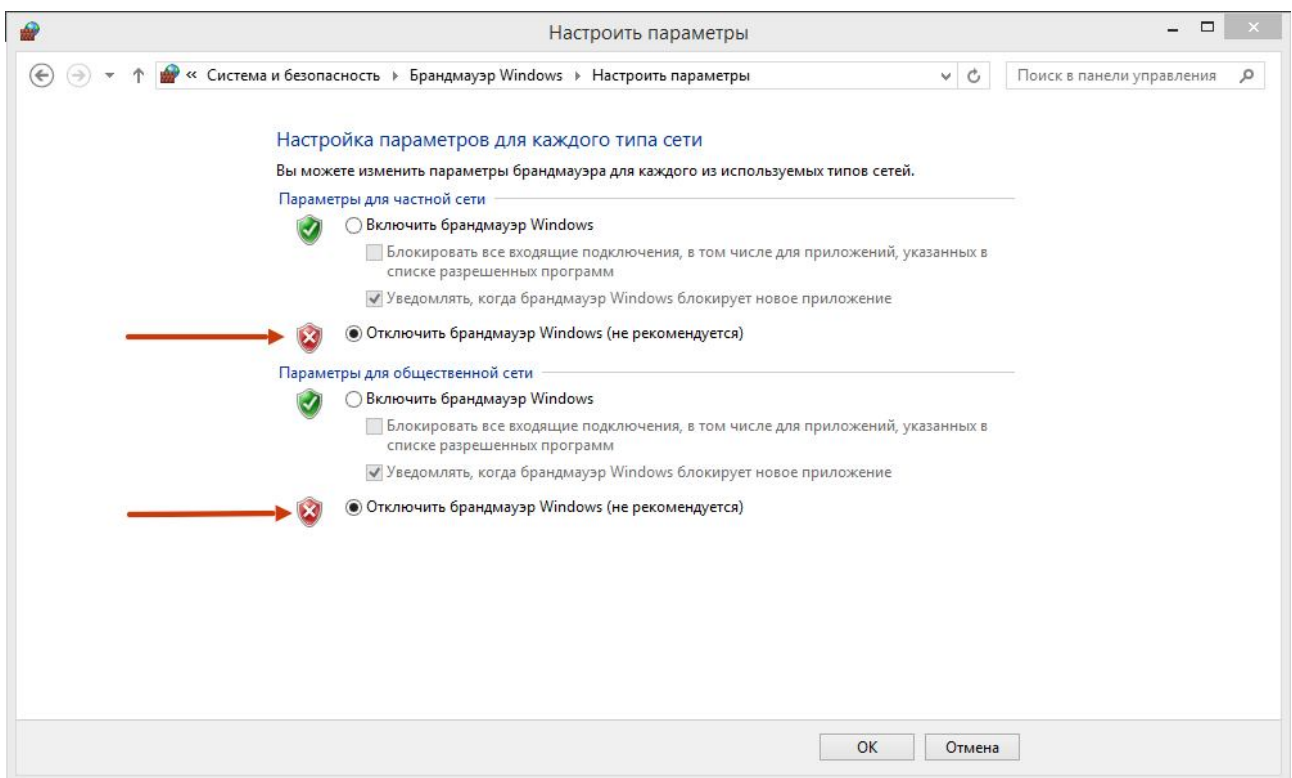 Настроить параметры
« Система и безопасность Брандмауэр Windows Настроить параметры
Поиск в панели управления
Настройка параметров для каждого типа сети
Вы можете изменить параметры брандмауэра для каждого из используемых типов сетей.
Параметры для частной сети
Включить брандмауэр Windows
Блокировать все входящие подключения, в том числе для приложений, указанных в
списке разрешенных программ
Уведомлять, когда брандмауэр Windows блокирует новое приложение
Отключить брандмауэр Windows (не рекомендуется)
Параметры для общественной сети
Включить брандмауэр Windows
Блокировать все входящие подключения, в том числе для приложений, указанных в
списке разрешенных программ
Уведомлять, когда брандмауэр Windows блокирует новое приложение
Отключить брандмауэр Windows (не рекомендуется)
OK
Отмена